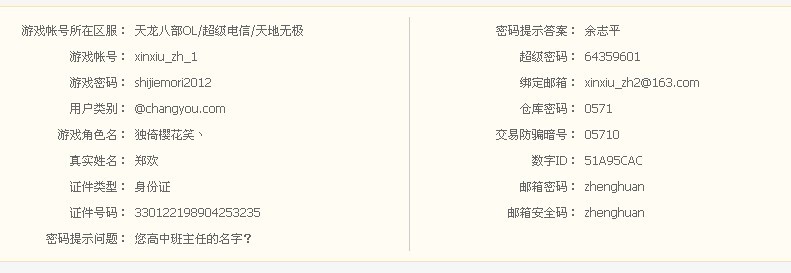 游戏帐号所在区服： 天龙八部OL/超级电信/天地无极
游戏帐号： xinxiu_zh_1
游戏密码： shijiemori2012
用户类别： @changyou.com
游戏角色名： 独倚樱花笑丶
真实姓名： 郑欢
证件类型： 身份证
证件号码： 330122198904253235
密码提示问题： 您高中班主任的名字？
密码提示答案： 余志平
超级密码： 64359601
绑定邮箱： xinxiu_zh2@163.com
仓库密码： 0571
交易防骗暗号： 05710
数字ID： 51A95CAC
邮箱密码： zhenghuan
邮箱安全码： zhenghuan